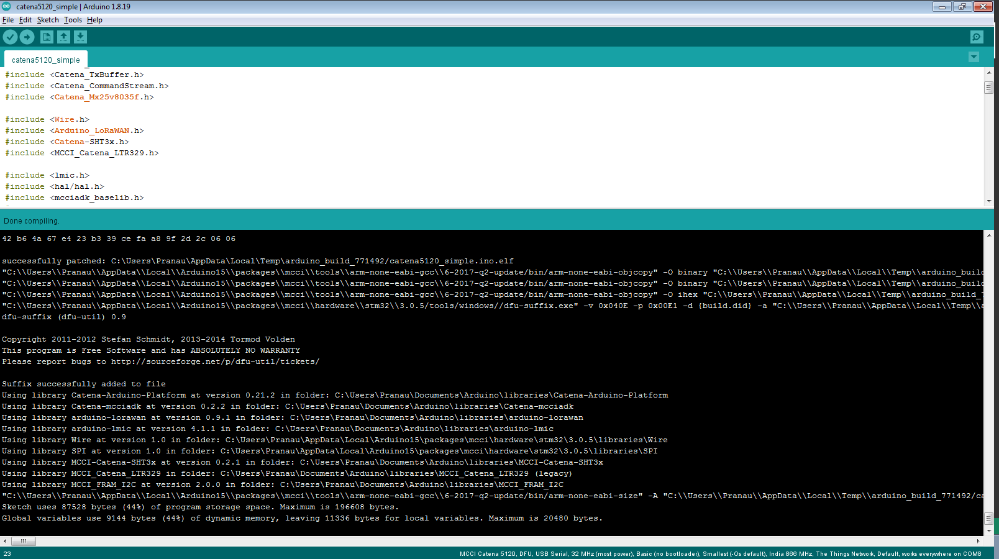 catena5120_simple | Arduino 1.8.19
File Edit Sketch Tools Help
catena5120_simple
#include <Catena_TxBuffer.h>
#include <Catena_CommandStream.h>
#include <Catena_Mx25v8035f.h>
#include <Wire.h>
#include <Arduino_LoRaWAN.h>
#include <Catena-SHT3x.h>
#include <MCCI_Catena_LTR329.h>
#include <lmic.h>
#include <hal/hal.h>
#include <mcciadk_baselib.h>
Done compiling.
42 b6 4a 67 e4 23 b3 39 ce fa a8 9f 2d 2c 06 06
successfully patched: C:\Users\Pranau\AppData\Local\Temp\arduino_build_771492/catena5120_simple.ino.elf
"C:\\Users\\Pranau\\AppData\\Local\\Arduino15\\packages\\mcci\\tools\\arm-none-eabi-gcc\\6-2017-q2-update/bin/arm-none-eabi-objcopy" -O binary "C:\\Users\\Pranau\\AppData\\Local\\Temp\\arduino_build
"C:\\Users\\Pranau\\AppData\\Local\\Arduino15\\packages\\mcci\\tools\\arm-none-eabi-gcc\\6-2017-q2-update/bin/arm-none-eabi-objcopy" -O binary "C:\\Users\\Pranau\\AppData\\Local\\Temp\\arduino_build
"C:\\Users\\Pranau\\AppData\\Local\\Arduino15\\packages\\mcci\\tools\\arm-none-eabi-gcc\\6-2017-q2-update/bin/arm-none-eabi-objcopy" -O ihex "C:\\Users\\Pranau\\AppData\\Local\\Temp\\arduino_build_
"C:\\Users\\Pranau\\AppData\\Local\\Arduino15\\packages\\mcci\\hardware\\stm32\\3.0.5/tools/windows//dfu-suffix.exe" -v 0x040E -p 0x00E1 -d {build.did} -a "C:\\Users\\Pranau\\AppData\\Local\\Temp\\
dfu-suffix (dfu-util) 0.9
Copyright 2011-2012 Stefan Schmidt, 2013-2014 Tormod Volden
This program is Free Software and has ABSOLUTELY NO WARRANTY
Please report bugs to http://sourceforge.net/p/dfu-util/tickets/
Suffix successfully added to file
Using library Catena-Arduino-Platform at version 0.21.2 in folder: C:\Users\Pranau\Documents\Arduino\libraries\Catena-Arduino-Platform
Using library Catena-mcciadk at version 0.2.2 in folder: C:\Users\Pranau\Documents\Arduino\libraries\Catena-mcciadk
Using library arduino-lorawan at version 0.9.1 in folder: C:\Users\Pranau\Documents\Arduino\libraries\arduino-lorawan
Using library arduino-lmic at version 4.1.1 in folder: C:\Users\Pranau\Documents\Arduino\libraries\arduino-lmic
Using library Wire at version 1.0 in folder: C:\Users\Pranau\AppData\Local\Arduino15\packages\mcci\hardware\stm32\3.0.5\libraries\Wire
Using library SPI at version 1.0 in folder: C:\Users\Pranau\AppData\Local\Arduino15\packages\mcci\hardware\stm32\3.0.5\libraries\SPI
Using library MCCI-Catena-SHT3x at version 0.2.1 in folder: C:\Users\Pranau\Documents\Arduino\libraries\MCCI-Catena-SHT3x
Using library MCCI_Catena_LTR329 in folder: C:\Users\Pranau\Documents\Arduino\libraries\MCCI_Catena_LTR329 (legacy)
Using library MCCI_FRAM_I2C at version 2.0.0 in folder: C:\Users\Pranau\Documents\Arduino\libraries\MCCI_FRAM_I2C
"C:\\Users\\Pranau\\AppData\\Local\\Arduino15\\packages\\mcci\\tools\\arm-none-eabi-gcc\\6-2017-q2-update/bin/arm-none-eabi-size" -A "C:\\Users\\Pranau\\AppData\\Local\\Temp\\arduino_build_771492/ca
Sketch uses 87528 bytes (44%) of program storage space. Maximum is 196608 bytes.
Global variables use 9144 bytes (44%) of dynamic memory, leaving 11336 bytes for local variables. Maximum is 20480 bytes.
23
MCCI Catena 5120, DFU, USB Serial, 32 MHz (most power), Basic (no bootloader), Smallest (-Os default), India 866 MHz, The Things Network, Default, works everywhere on COM8